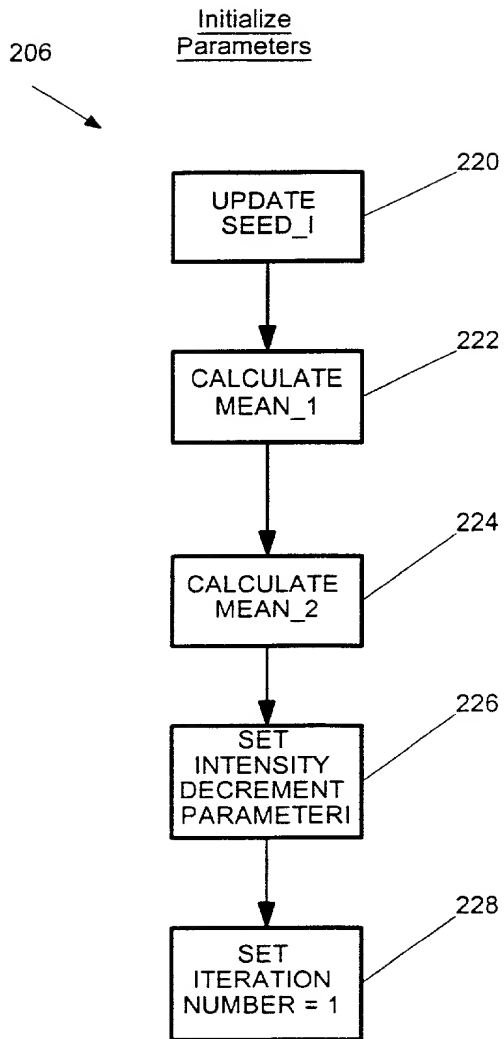 Initialize
Parameters
206
220
UPDATE
SEED_I
222
CALCULATE
MEAN_1
224
CALCULATE
MEAN_2
226
SET
INTENSITY
DECREMENT
PARAMETERI
228
SET
ITERATION
NUMBER = 1